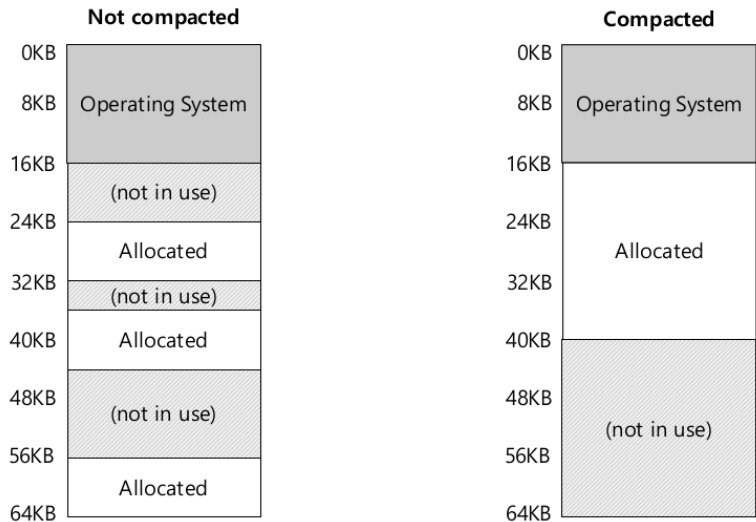 Not compacted
0KB
8KB
Operating System
16KB
(not in use)
24KB
Allocated
32KB
(not in use)
40KB
Allocated
48KB
(not in use)
56KB
Allocated
64KB
Compacted
0KB
8KB
Operating System
16KB
24KB
Allocated
32KB
40KB
48KB
(not in use)
56KB
64KB